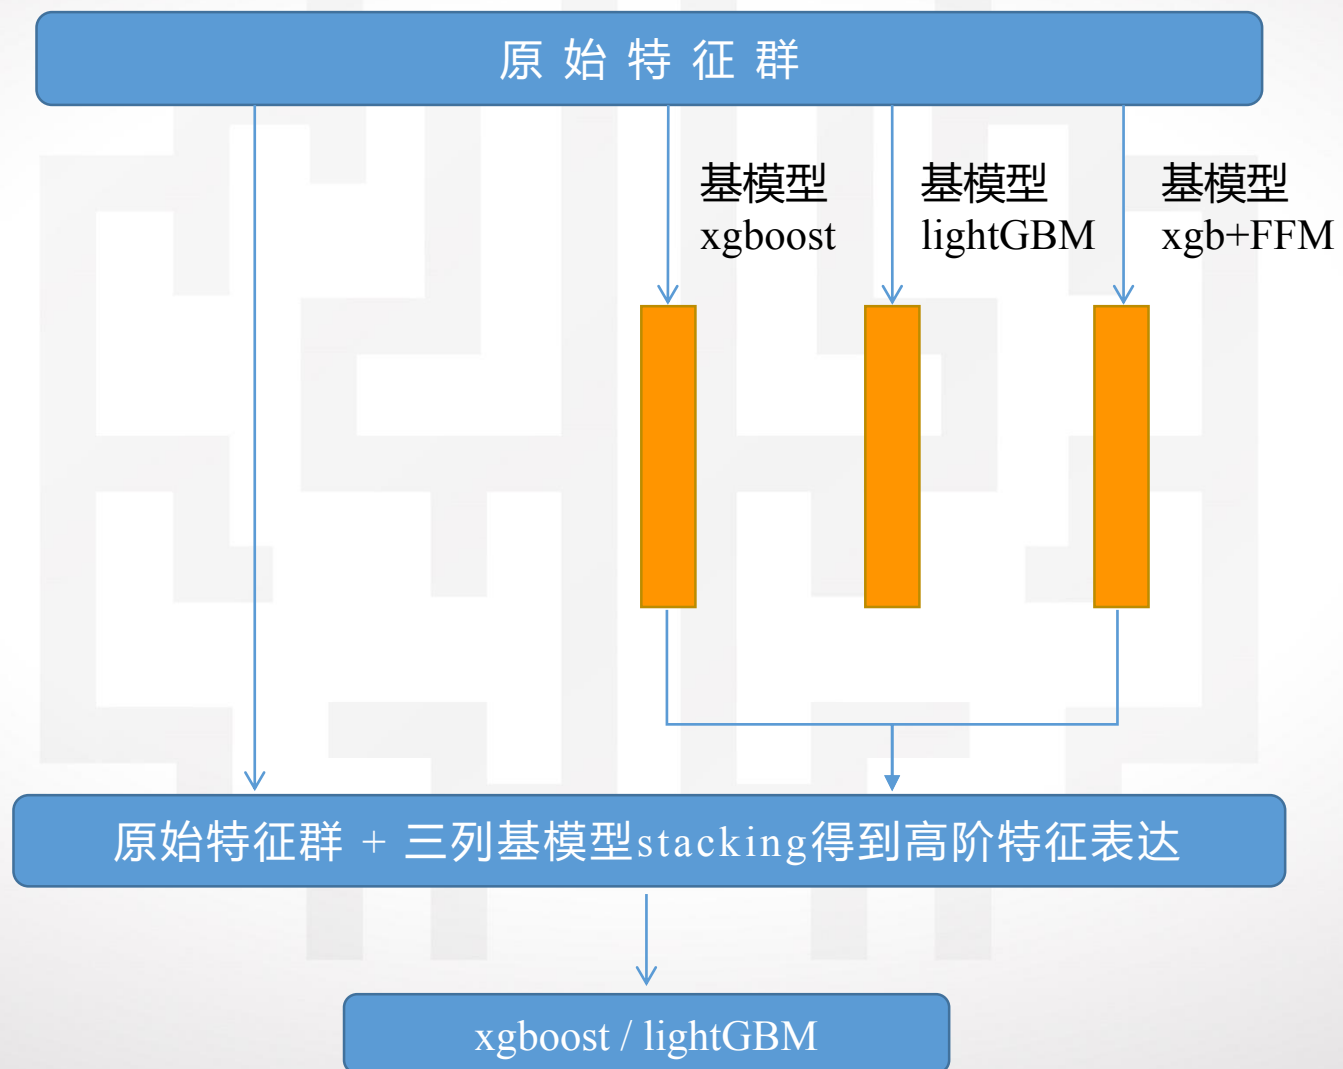 原始特征群
基模型
xgboost
基模型
lightGBM
基模型
xgb+FFM
原始特征群 + 三列基模型stacking得到高阶特征表达
xgboost / lightGBM